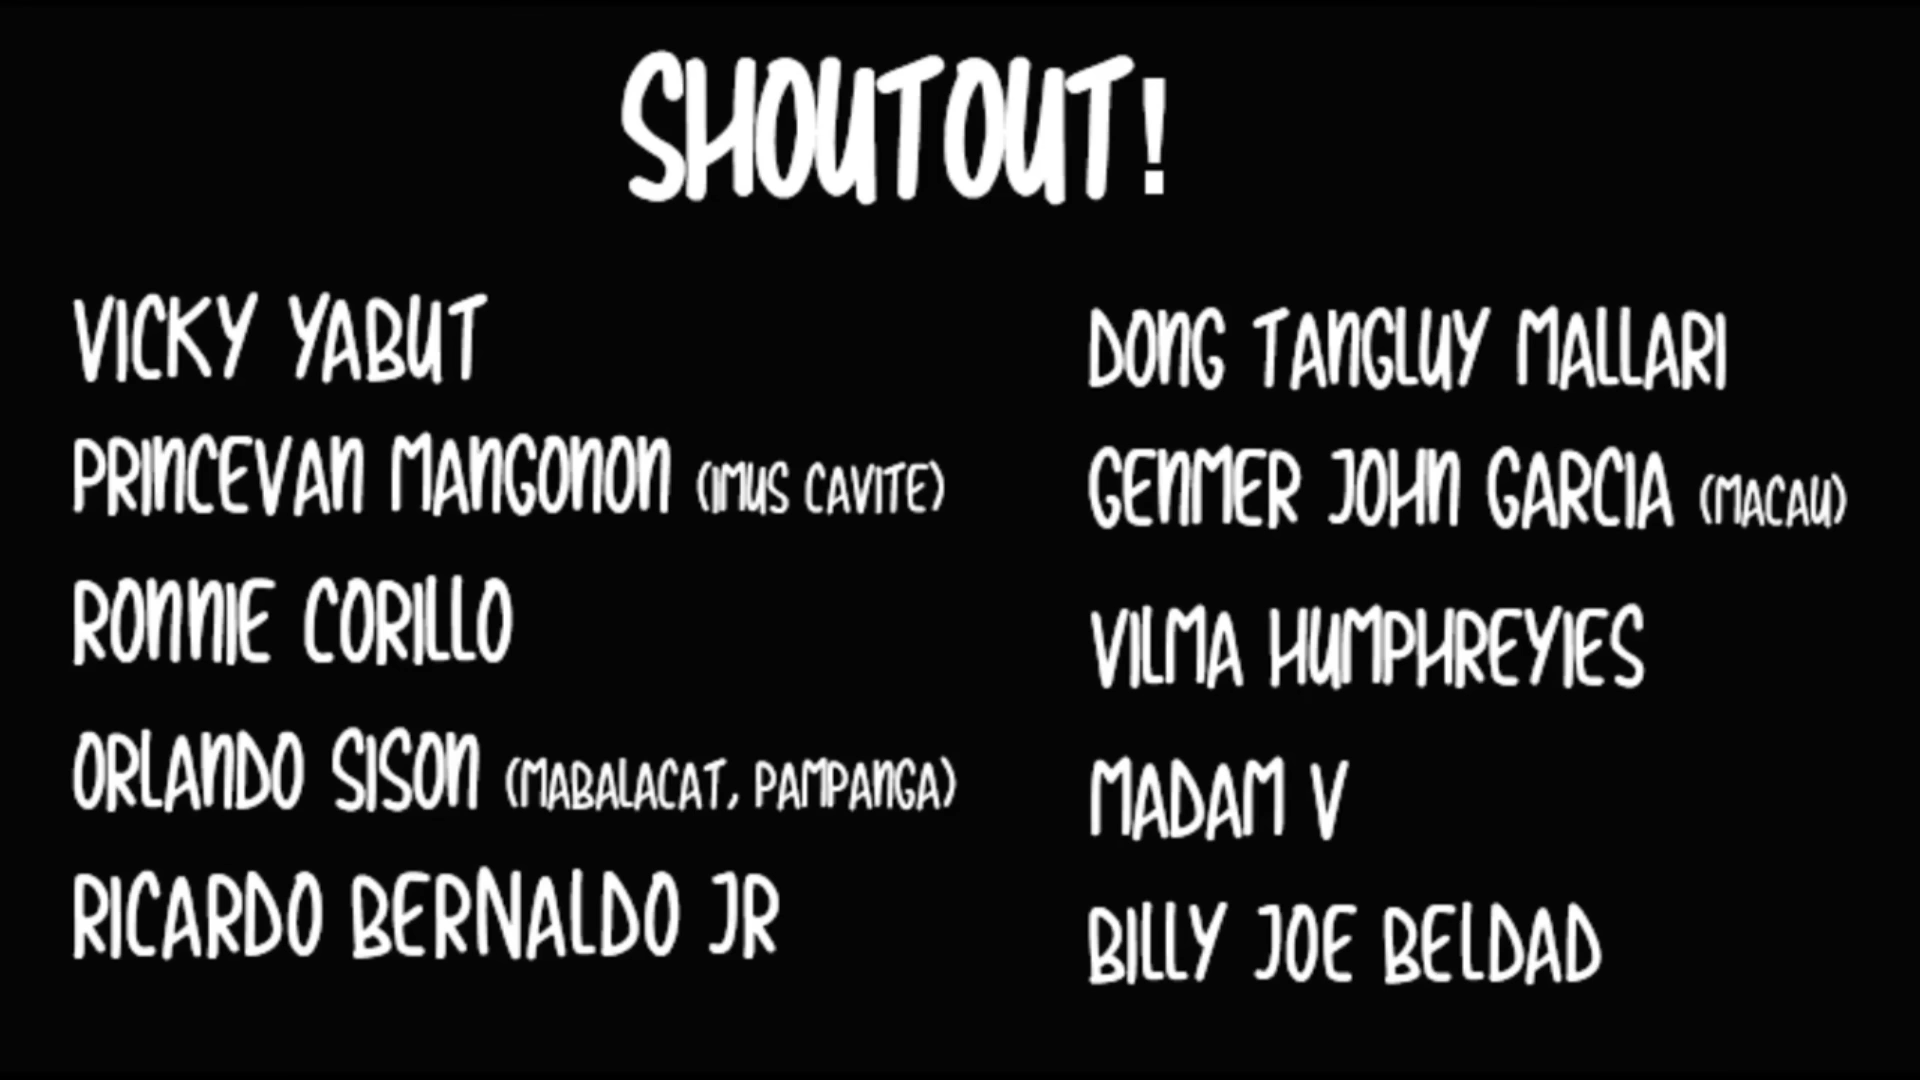 SHOUTOUT!
VICKY YABUT
PRINCEVAN MANGONON (IMUS CAVITE)
RONNIE CORILLO
ORLANDO SISON (MABALACAT, PAMPANGA)
RICARDO BERNALDO JR
DONG TANGLUY MALLARI
GENMER JOHN GARCIA (MACAU)
VILMA HUMPHREYIES
MADAM V
BILLY JOE BELDAD